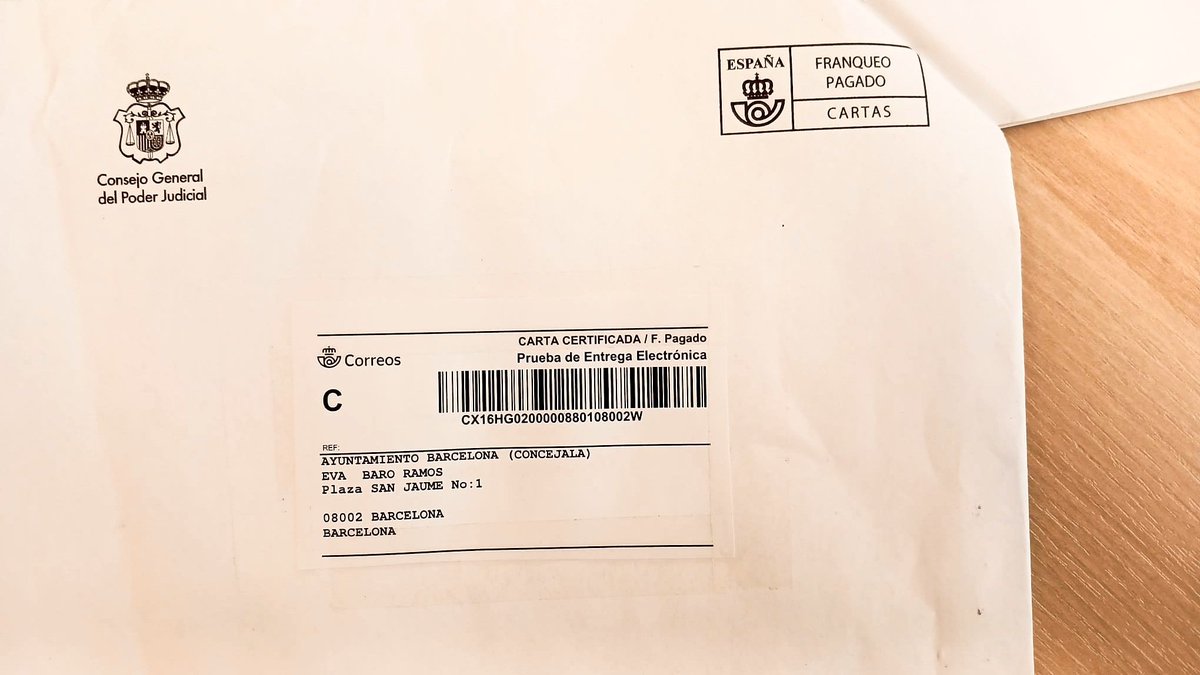 Consejo General
del Poder Judicial
ESPAÑA
FRANQUEO
PAGADO
CARTAS
CARTA CERTIFICADA / F. Pagado
Prueba de Entrega Electrónica
Correos
C
CX16HG0200000880108002W
REF:
AYUNTAMIENTO BARCELONA (CONCEJALA)
EVA BARO RAMOS
Plaza SAN JAUME No:1
08002 BARCELONA
BARCELONA